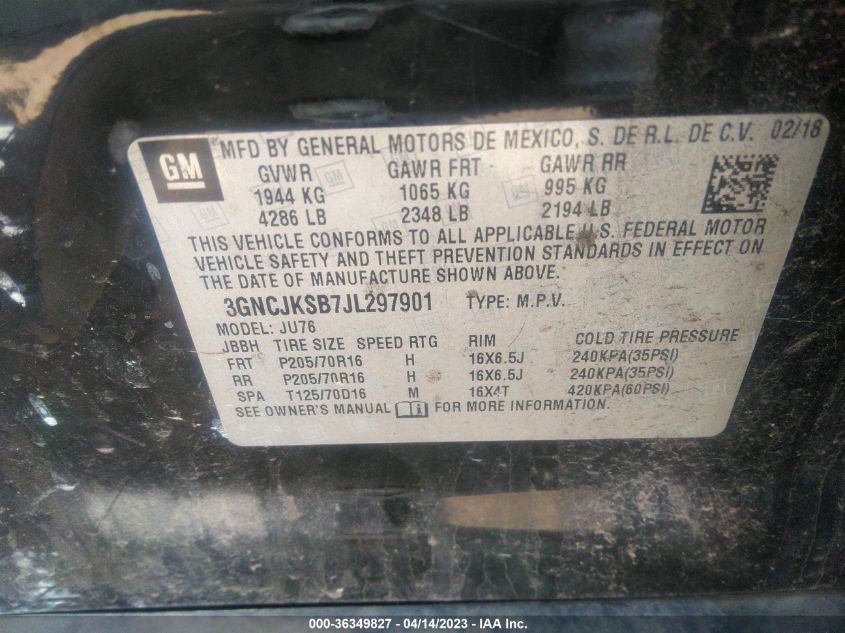 GM
MFD BY GENERAL MOTORS DE MEXICO, S. DE R.L. DE C.V. 02/18
GVWR GAWR FRT GAWR RR
1944 KG 1065 KG 995 KG
4286 LB 2348 LB 2194 LB
THIS VEHICLE CONFORMS TO ALL APPLICABLE U.S. FEDERAL MOTOR
VEHICLE SAFETY AND THEFT PREVENTION STANDARDS IN EFFECT ON
THE DATE OF MANUFACTURE SHOWN ABOVE.
3GNCJKSB7JL297901 TYPE: M.P.V.
MODEL: JU76
JBBH TIRE SIZE SPEED RTG RIM COLD TIRE PRESSURE
FRT P205/70R16 H 16X6.5J 240KPA(35PSI)
RR P205/70R16 H 16X6.5J 240KPA(35PSI)
SPA T125/70D16 M 16X4T 420KPA(60PSI)
SEE OWNER'S MANUAL FOR MORE INFORMATION.
000-36349827 - 04/14/2023 - IAA Inc.